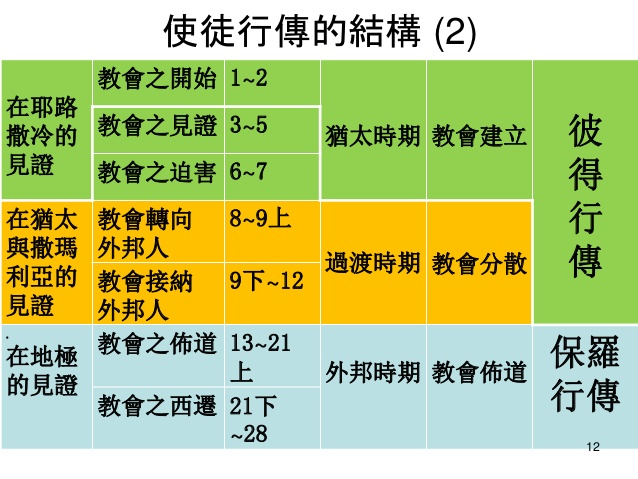 使徒行傳的結構 (2)
在耶路
撒冷的
見證
教會之開始
1~2
教會之見證
3~5
教會之迫害
6~7
猶太時期
教會建立
彼
得
行
傳
在猶太
與撒瑪
利亞的
見證
教會轉向
外邦人
8~9上
教會接納
外邦人
9下~12
過渡時期
教會分散
在地極
的見證
教會之佈道
13~21
上
教會之西遷
21下
~28
外邦時期
教會佈道
保羅
行傳
12